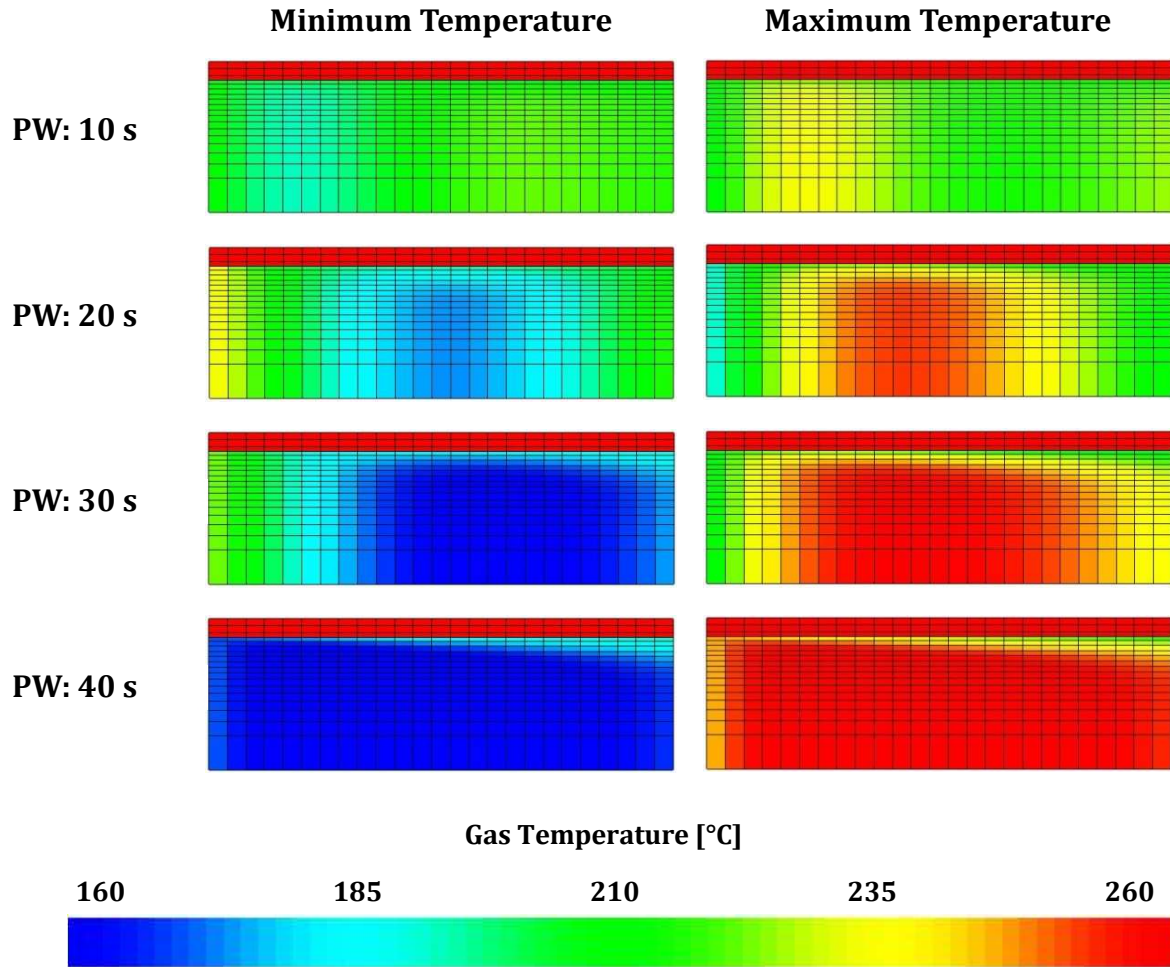 Minimum Temperature
Maximum Temperature
PW: 10 s
PW: 20 s
PW: 30 s
PW: 40 s
Gas Temperature [°C]
160 185 210 235 260